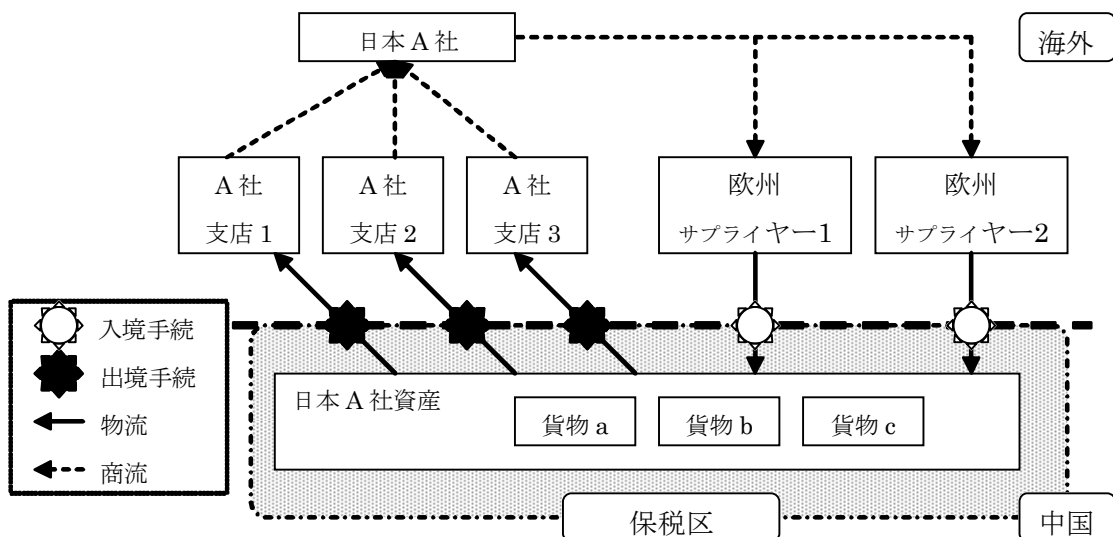 日本A社
海外
A社
支店1
A社
支店2
A社
支店3
欧州
サプライヤー1
欧州
サプライヤー2
入境手続
出境手続
物流
商流
日本A社資産
貨物a
貨物b
貨物c
保税区
中国